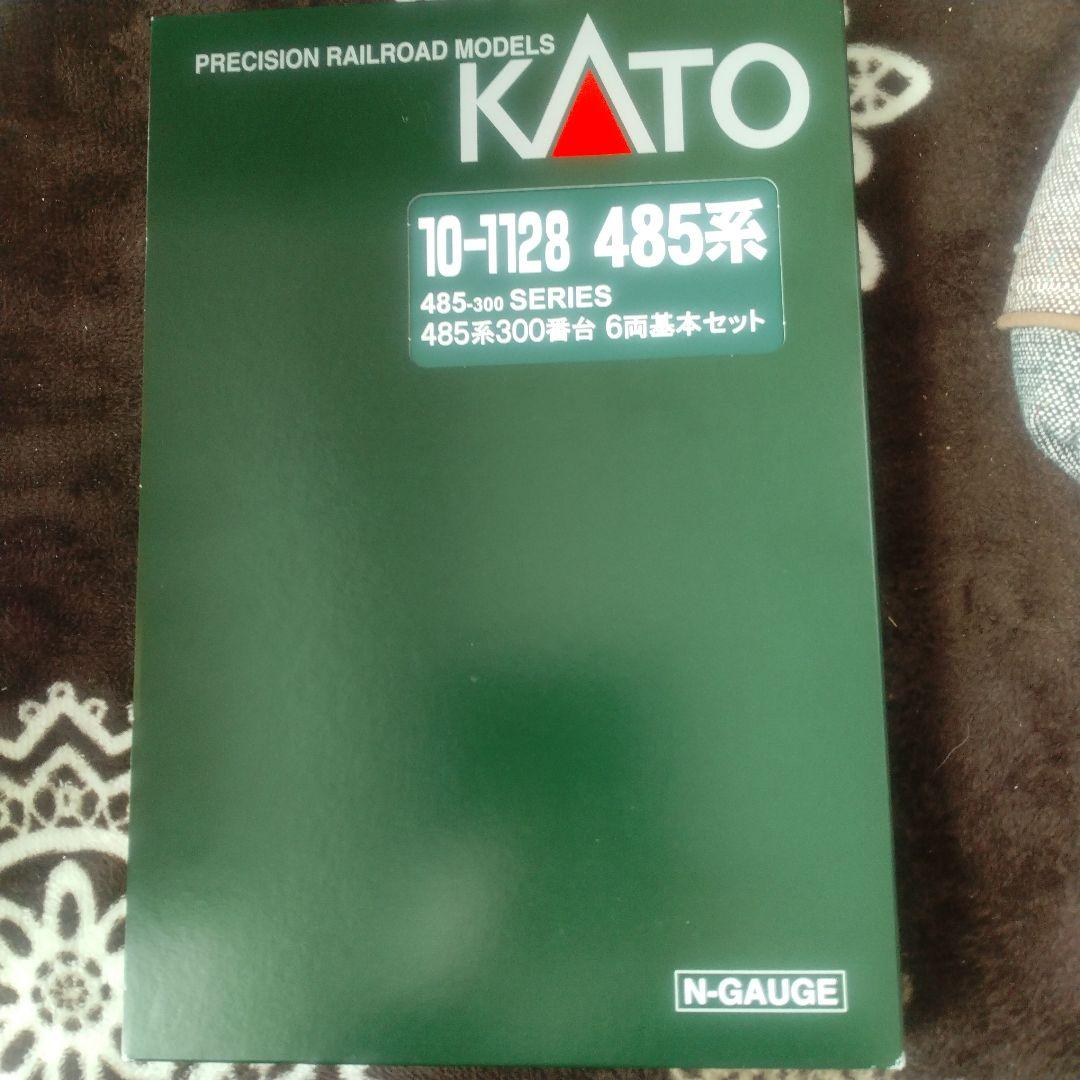 PRECISION RAILROAD MODELS
KATO
10-1128 485系
485-300 SERIES
485系300番台 6両基本セット
N-GAUGE